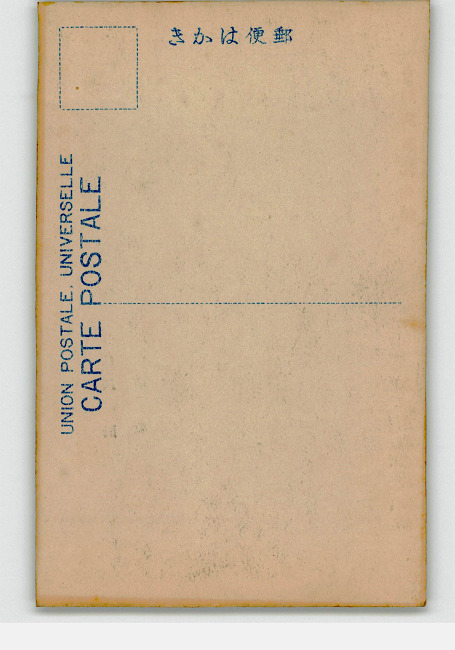 きかは便郵
UNION POSTALE. UNIVERSELLE
CARTE POSTALE